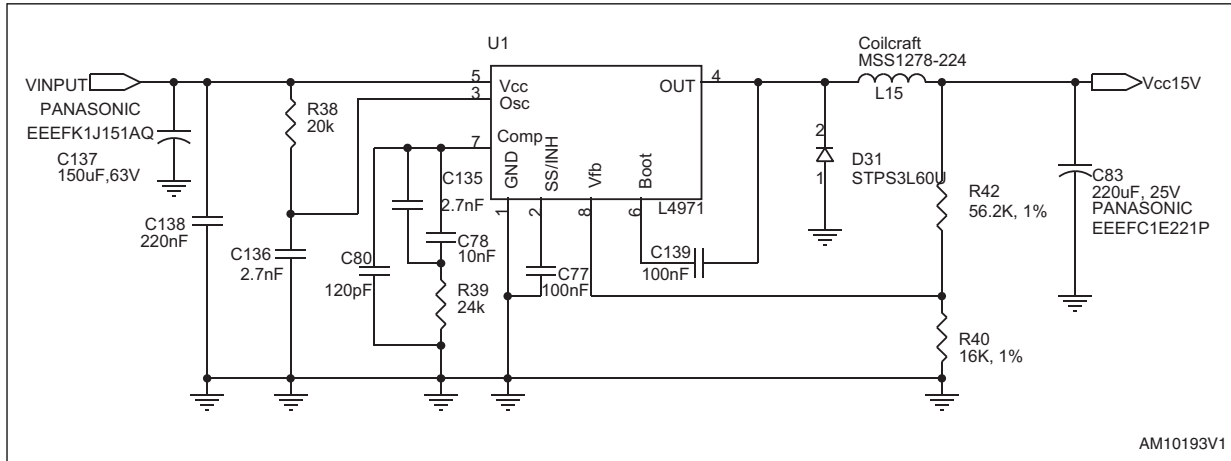 U1
Coilcraft
MSS1278-224
L15
VINPUT
PANASONIC
EEEFK1J151AQ
C137
150uF,63V
5
Vcc
3
Osc
OUT
4
Vcc15V
R38
20k
7
Comp
GND
SS/INH
Vfb
Boot
L4971
1
2
8
6
2
1
D31
STPS3L60U
C135
2.7nF
C83
220uF, 25V
PANASONIC
EEEFC1E221P
R42
56.2K, 1%
C138
220nF
C136
2.7nF
C80
120pF
C78
10nF
C77
100nF
C139
100nF
R39
24k
R40
16K, 1%
AM10193V1